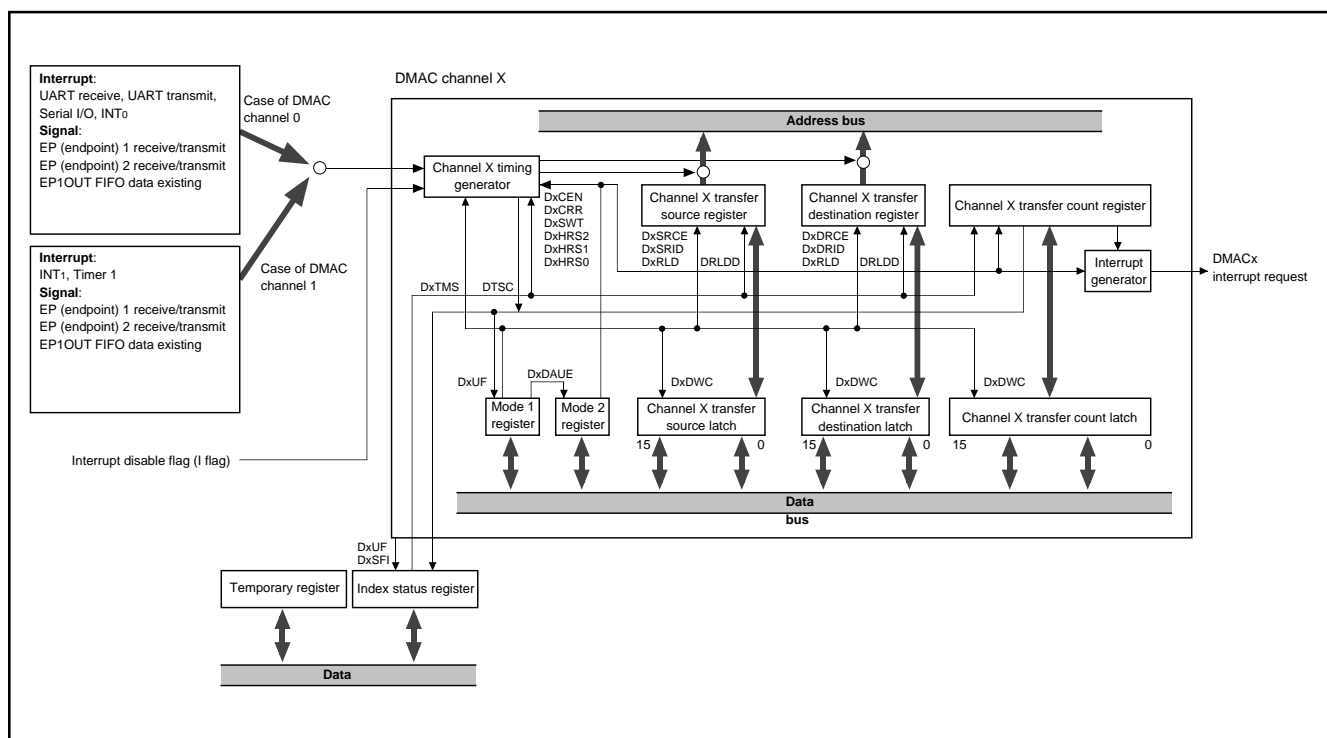 Interrupt:
UART receive, UART transmit,
Serial I/O, INT0
Signal:
EP (endpoint) 1 receive/transmit
EP (endpoint) 2 receive/transmit
EP1OUT FIFO data existing
Case of DMAC
channel 0
Interrupt:
INT1, Timer 1
Signal:
EP (endpoint) 1 receive/transmit
EP (endpoint) 2 receive/transmit
EP1OUT FIFO data existing
Case of DMAC
channel 1
Interrupt disable flag (I flag)
DMAC channel X
Address bus
Channel X timing
generator
DxCEN
DxCRR
DxSWT
DxHRS2
DxHRS1
DxHRS0
Channel X transfer
source register
DxSRCE
DxSRID
DxRLD
DRLDD
Channel X transfer
destination register
DxDRCE
DxDRID
DxRLD
DRLDD
Channel X transfer count register
Interrupt
generator
DMACx
interrupt request
DxTMS
DTSC
DxUF
DxDAUE
DxDWC
DxDWC
DxDWC
Mode 1
register
Mode 2
register
Channel X transfer
source latch
15
0
Channel X transfer
destination latch
15
0
Channel X transfer count latch
15
0
Data
bus
DxUF
DxSFI
Temporary register
Index status register
Data